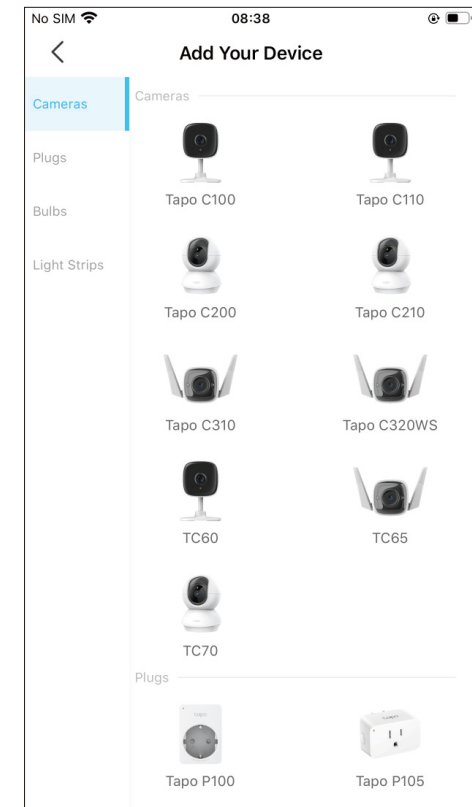 No SIM 08:38
Add Your Device
Cameras
Plugs
Bulbs
Light Strips
Cameras
Tapo C100 Tapo C110
Tapo C200 Tapo C210
Tapo C310 Tapo C320WS
TC60 TC65
TC70
Plugs
tapo
Tapo P100 Tapo P105